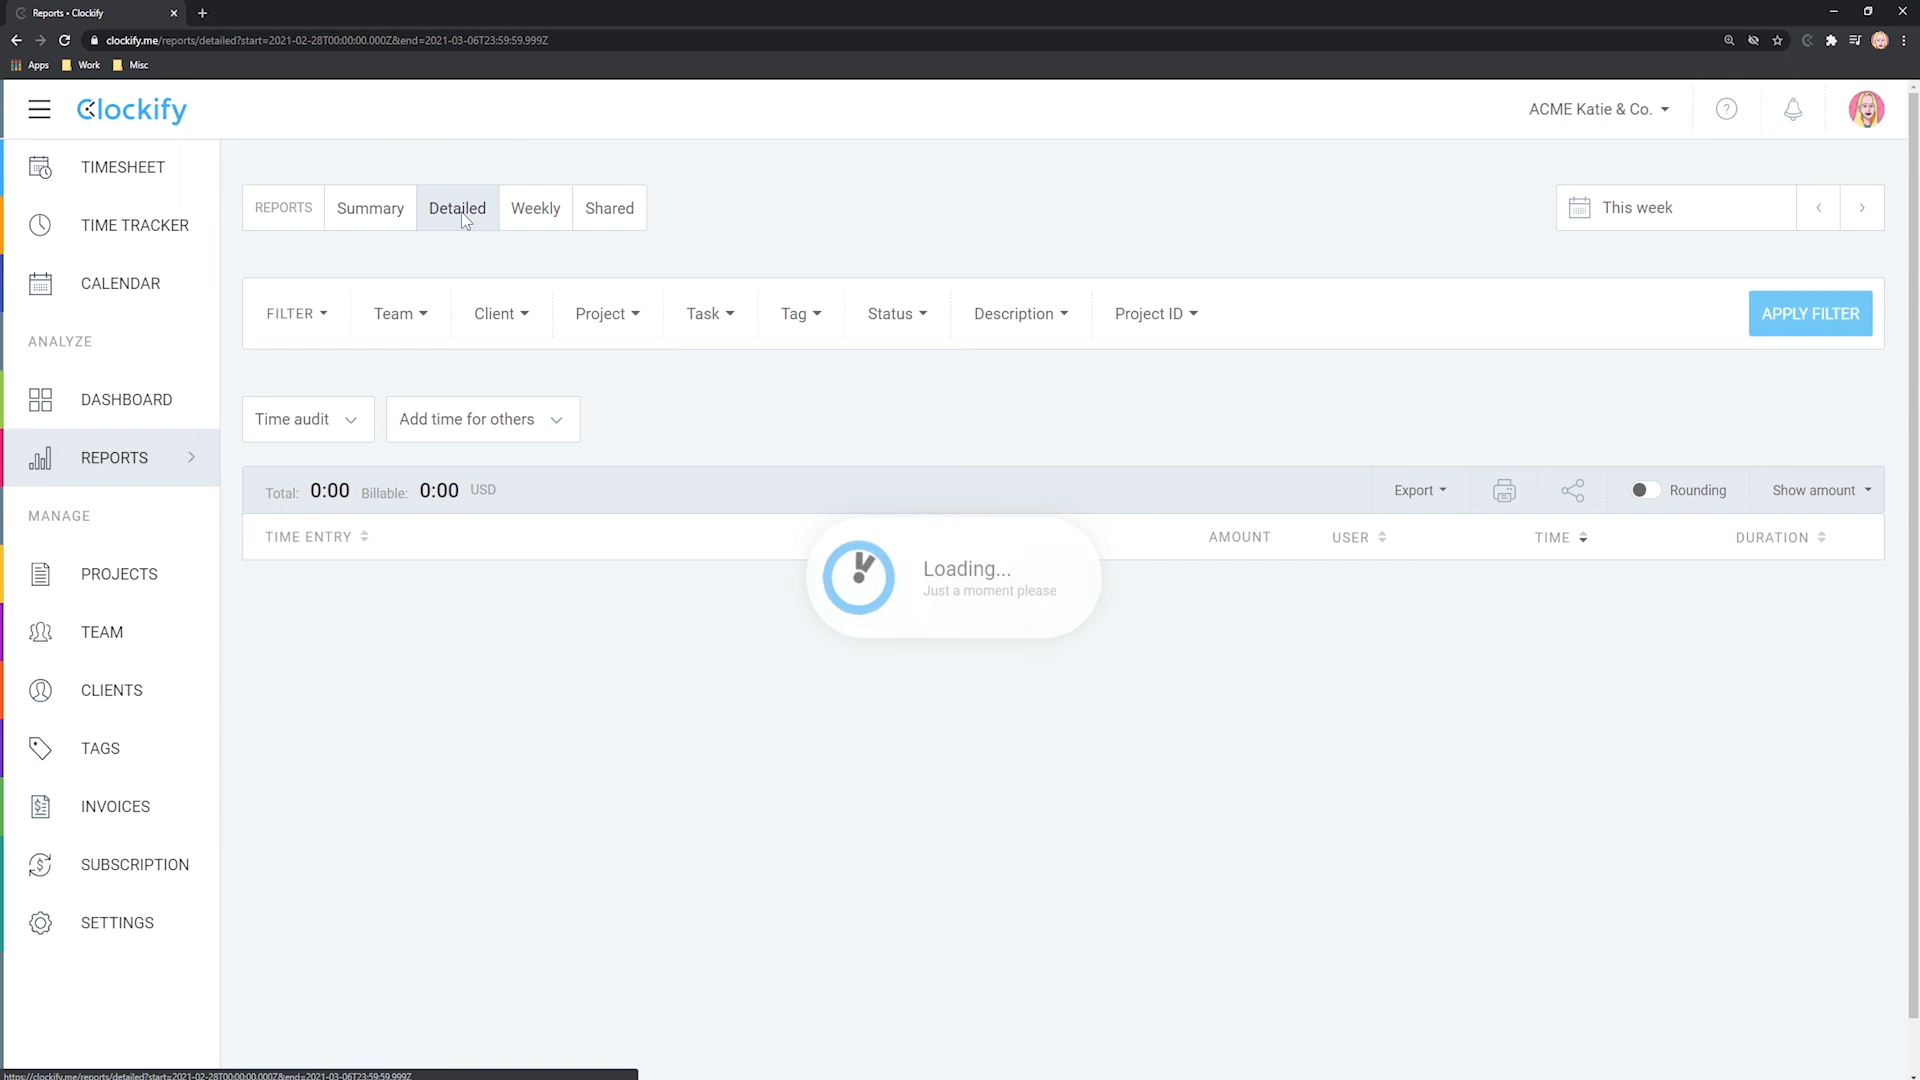 Reports • Clockify
clockify.me/reports/detailed?start=2021-02-28T00:00:00.000Z&end=2021-03-06T23:59:59.999Z
Apps Work Misc
Clockify
ACME Katie & Co.
?
TIMESHEET
TIME TRACKER
CALENDAR
ANALYZE
DASHBOARD
REPORTS
MANAGE
PROJECTS
TEAM
CLIENTS
TAGS
INVOICES
SUBSCRIPTION
SETTINGS
REPORTS Summary Detailed Weekly Shared
This week
FILTER Team Client Project Task Tag Status Description Project ID APPLY FILTER
Time audit Add time for others
Total: 0:00 Billable: 0:00 USD Export Rounding Show amount
TIME ENTRY AMOUNT USER TIME DURATION
Loading...
Just a moment please
https://clockify.me/reports/detailed?start=2021-02-28T00:00:00.000Z&end=2021-03-06T23:59:59.999Z